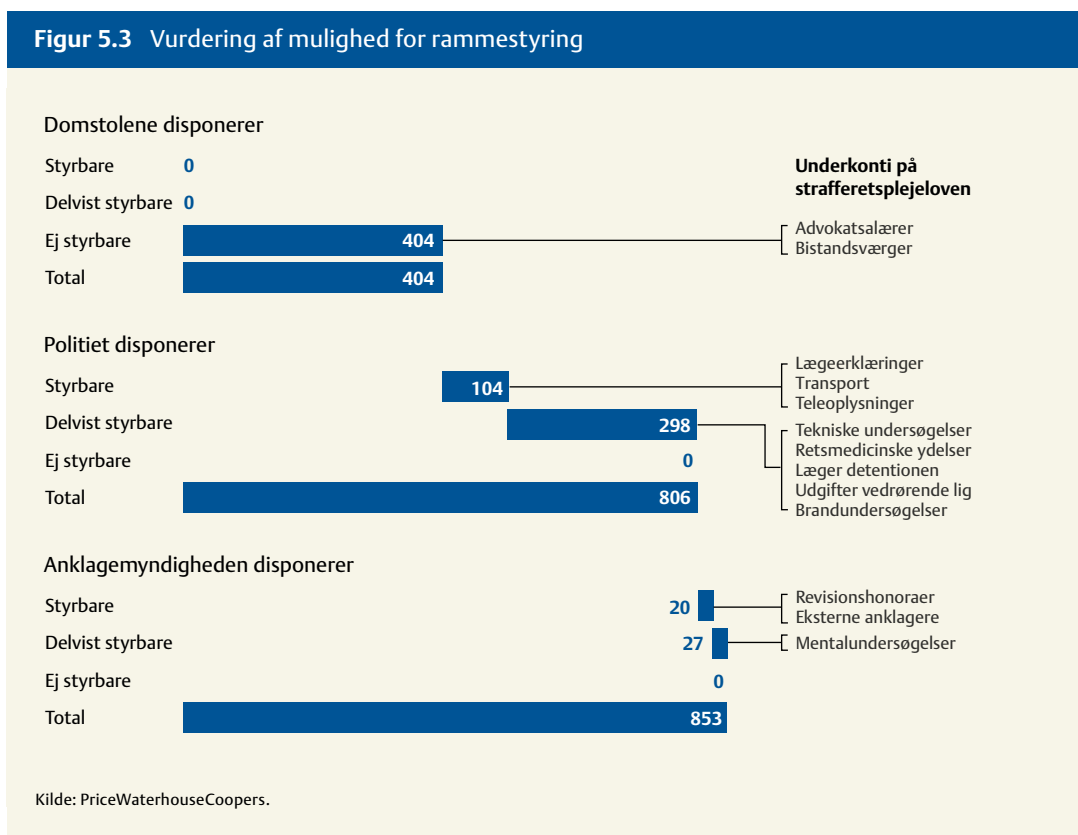 Figur 5.3 Vurdering af mulighed for rammestyring
Domstolene disponerer
Styrbare 0
Delvist styrbare 0
Ej styrbare 404
Total 404
Underkonti på
strafferetsplejeloven
Advokatsalærer
Bistandsværger
Politiet disponerer
Styrbare 104
Delvist styrbare 298
Ej styrbare 0
Total 806
Lægeerklæringer
Transport
Teleoplysninger
Tekniske undersøgelser
Retsmedicinske ydelser
Læger detentionen
Udgifter vedrørende lig
Brandundersøgelser
Anklagemyndigheden disponerer
Styrbare 20
Delvist styrbare 27
Ej styrbare 0
Total 853
Revisionshonoraer
Eksterne anklagere
Mentalundersøgelser
Kilde: PriceWaterhouseCoopers.